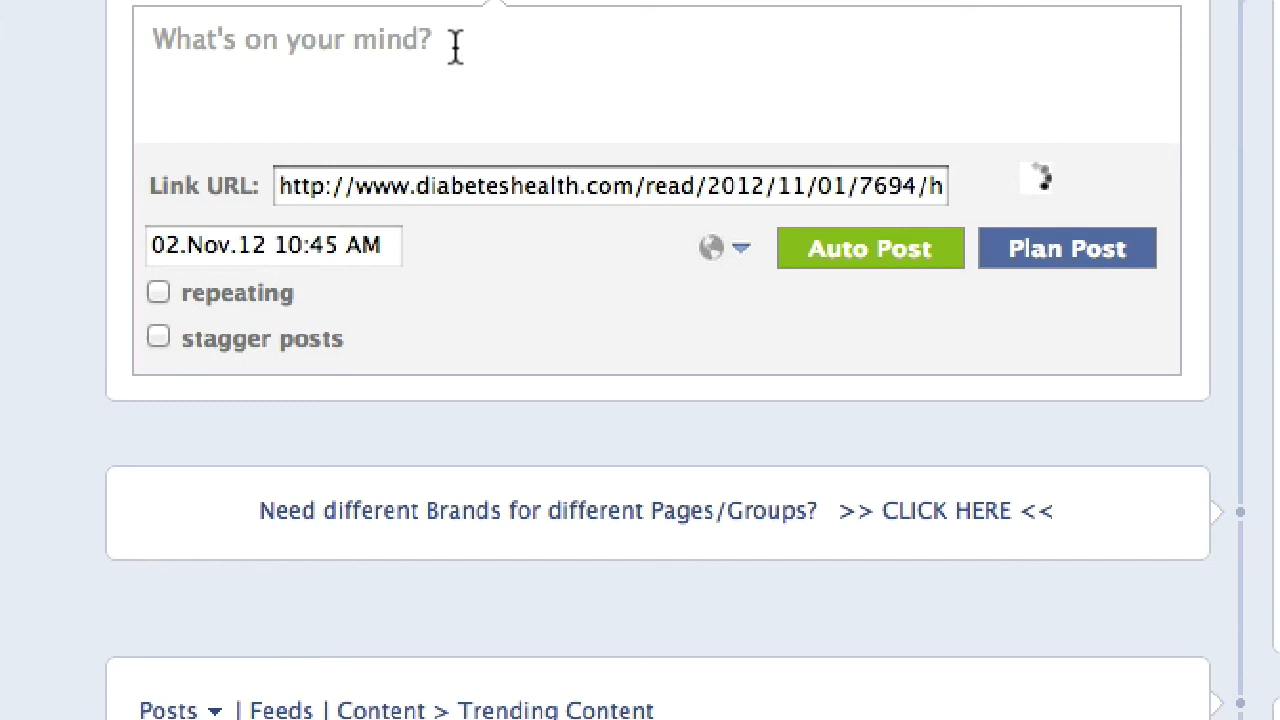 What's on your mind?
Link URL: http://www.diabeteshealth.com/read/2012/11/01/7694/h
02.Nov.12 10:45 AM Auto Post Plan Post
repeating
stagger posts
Need different Brands for different Pages/Groups? >> CLICK HERE <<
Posts | Feeds | Content > Trending Content